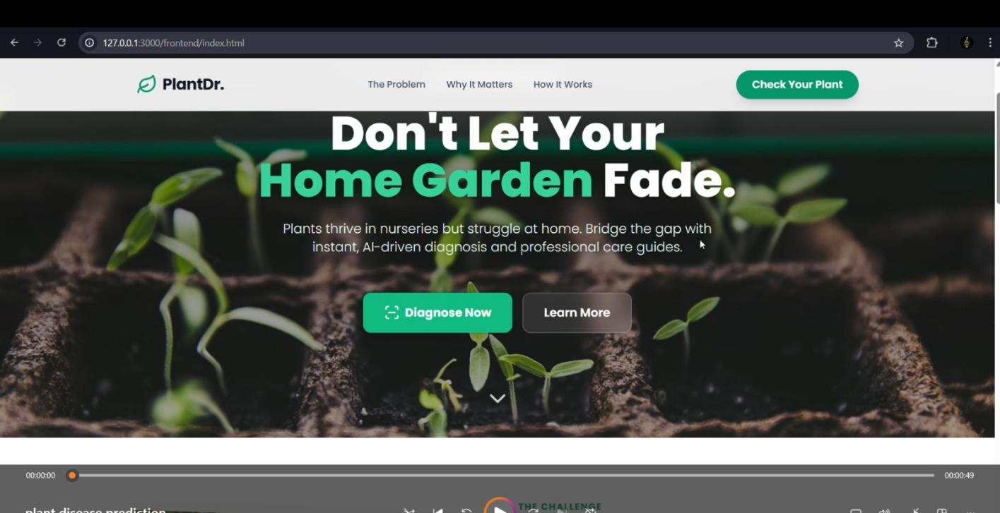 127.0.0.1:3000/frontend/index.html
PlantDr.
The Problem Why It Matters How It Works
Check Your Plant
Don't Let Your
Home Garden Fade.
Plants thrive in nurseries but struggle at home. Bridge the gap with
instant, AI-driven diagnosis and professional care guides.
Diagnose Now Learn More
00:00:00 00:00:49
plant disease prediction
THE CHALLENGE